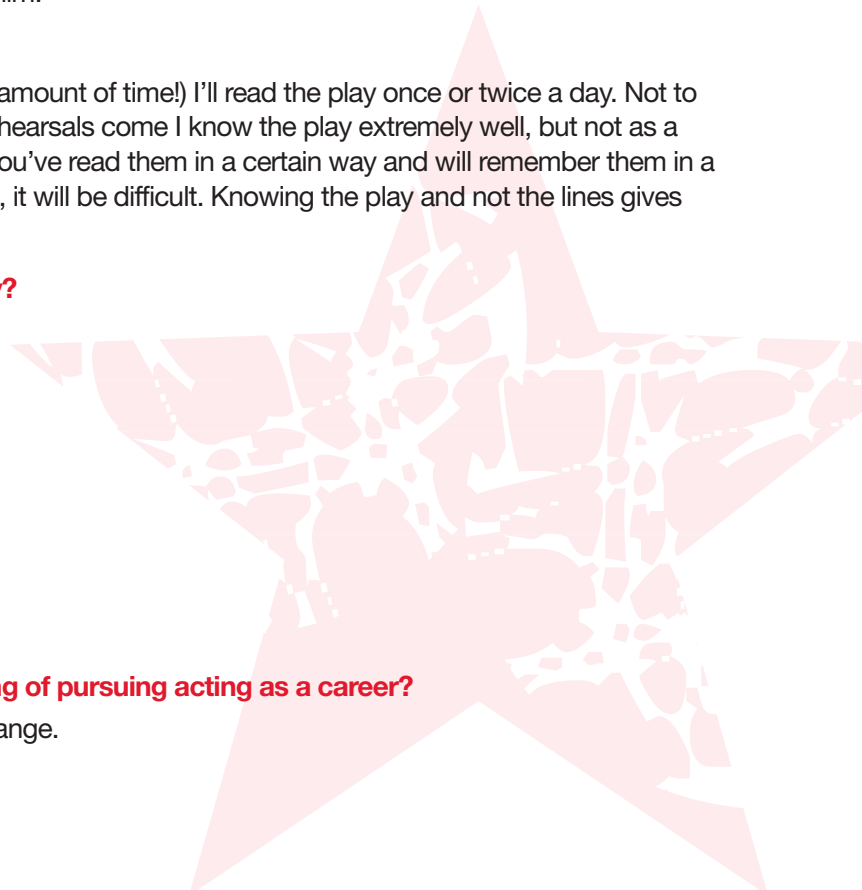 amount of time!) I'll read the play once or twice a day. Not to
hearsals come I know the play extremely well, but not as a
ou've read them in a certain way and will remember them in a
, it will be difficult. Knowing the play and not the lines gives
?
g of pursuing acting as a career?
ange.